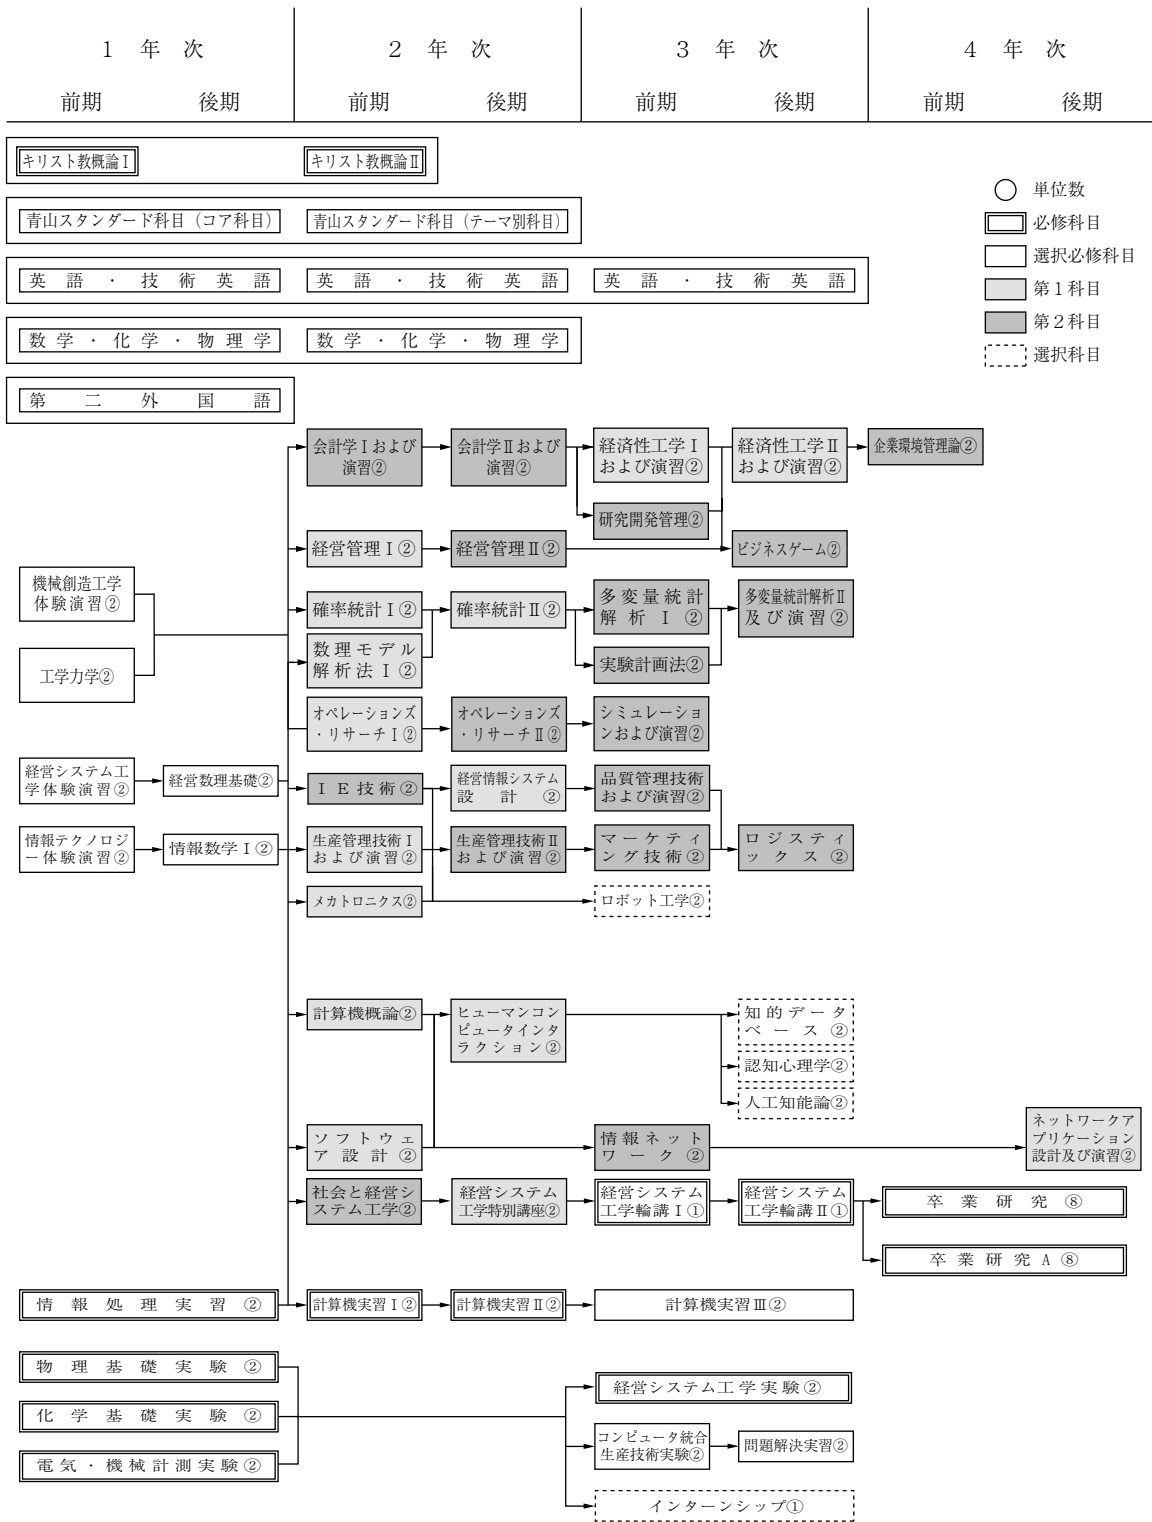 1 年 次
2 年 次
3 年 次
4 年 次
前期
後期
前期
後期
前期
後期
前期
後期
キリスト教概論Ⅰ
キリスト教概論Ⅱ
青山スタンダード科目(コア科目)
青山スタンダード科目(テーマ別科目)
英語・技術英語
英語・技術英語
英語・技術英語
数学・化学・物理学
数学・化学・物理学
第二外国語
単位数
必修科目
選択必修科目
第1科目
第2科目
選択科目
会計学Ⅰおよび
演習②
会計学Ⅱおよび
演習②
経済性工学Ⅰ
および演習②
経済性工学Ⅱ
および演習②
企業環境管理論②
研究開発管理②
経営管理Ⅰ②
経営管理Ⅱ②
ビジネスゲーム②
機械創造工学
体験演習②
工学力学②
確率統計Ⅰ②
確率統計Ⅱ②
多変量統計
解析Ⅰ②
多変量統計解析Ⅱ
及び演習②
数理モデル
解析法Ⅰ②
実験計画法②
オペレーションズ
・リサーチⅠ②
オペレーションズ
・リサーチⅡ②
シミュレーショ
ンおよび演習②
経営システム工
学体験演習②
経営数理基礎②
IE技術②
経営情報システム
設計②
品質管理技術
および演習②
情報テクノロジ
ー体験演習②
情報数学Ⅰ②
生産管理技術Ⅰ
および演習②
生産管理技術Ⅱ
および演習②
マーケティ
ング技術②
ロジスティ
ックス②
メカトロニクス②
ロボット工学②
計算機概論②
ヒューマンコン
ピュータインタ
ラクション②
知的データ
ベース②
認知心理学②
人工知能論②
ソフトウェ
ア設計②
情報ネット
ワーク②
ネットワークア
プリケーション
設計及び演習②
社会と経営シ
ステム工学②
経営システム
工学特別講座②
経営システム
工学輪講Ⅰ①
経営システム
工学輪講Ⅱ①
卒業研究⑧
卒業研究A⑧
情報処理実習②
計算機実習Ⅰ②
計算機実習Ⅱ②
計算機実習Ⅲ②
物理基礎実験②
化学基礎実験②
電気・機械計測実験②
経営システム工学実験②
コンピュータ統合
生産技術実験②
問題解決実習②
インターンシップ①